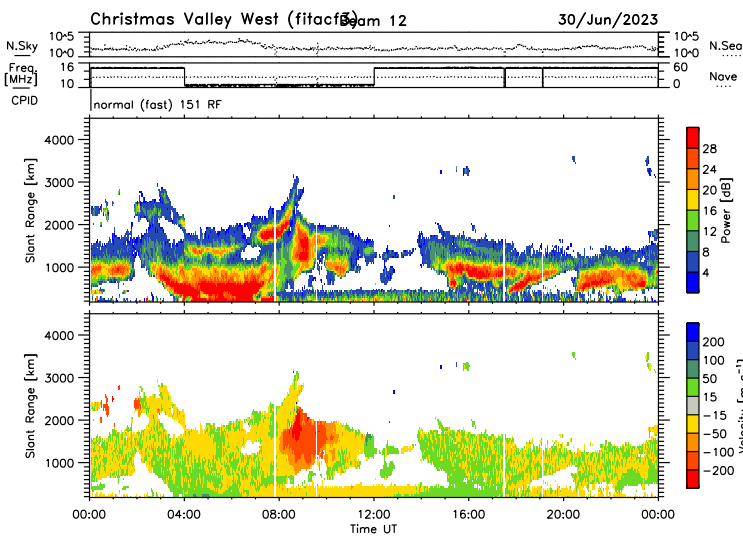 Christmas Valley West (fitacf3) Beam 12 30/Jun/2023
N.Sky 10^5 10^0 10^5 10^0 N.Sea
Freq. [MHz] 16 10 60 0 Nave
CPID normal (fast) 151 RF
Slant Range [km] 4000 3000 2000 1000
Power [dB] 28 24 20 16 12 8 4
Slant Range [km] 4000 3000 2000 1000
200 100 50 15 -15 -50 -100 -200
00:00 04:00 08:00 12:00 16:00 20:00 00:00
Time UT